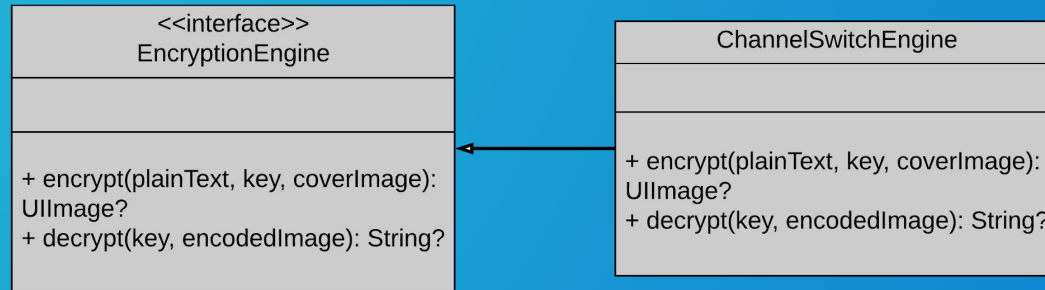 <<interface>>
EncryptionEngine
+ encrypt(plainText, key, coverImage):
UIImage?
+ decrypt(key, encodedImage): String?
ChannelSwitchEngine
+ encrypt(plainText, key, coverImage):
UIImage?
+ decrypt(key, encodedImage): String?